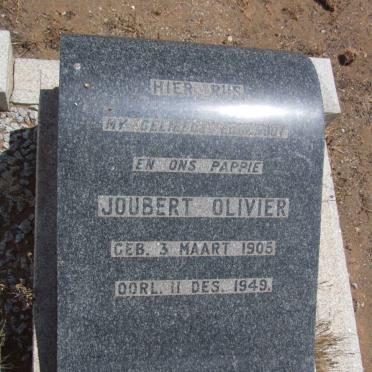 HIER RUS
MY GELIEFDE EGGENOOT
EN ONS PAPPIE
JOUBERT OLIVIER
GEB. 3 MAART 1905
OORL. 11 DES. 1949.